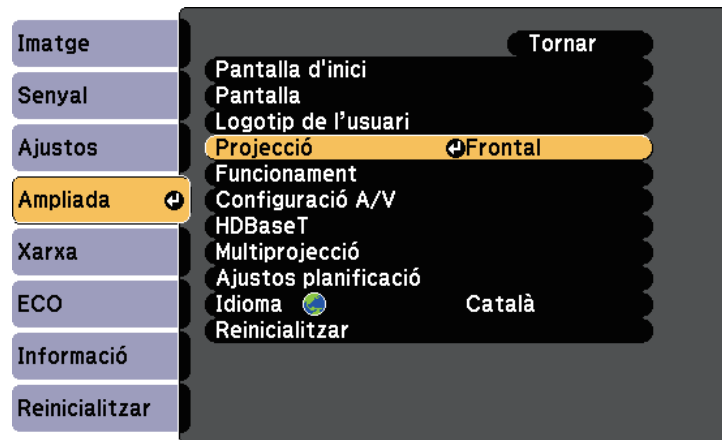 Imatge
Senyal
Ajustos
Ampliada
Xarxa
ECO
Informació
Reinicialitzar
Tornar
Pantalla d'inici
Pantalla
Logotip de l’usuari
Projecció Frontal
Funcionament
Configuració A/V
HDBaseT
Multiprojecció
Ajustos planificació
Idioma Català
Reinicialitzar